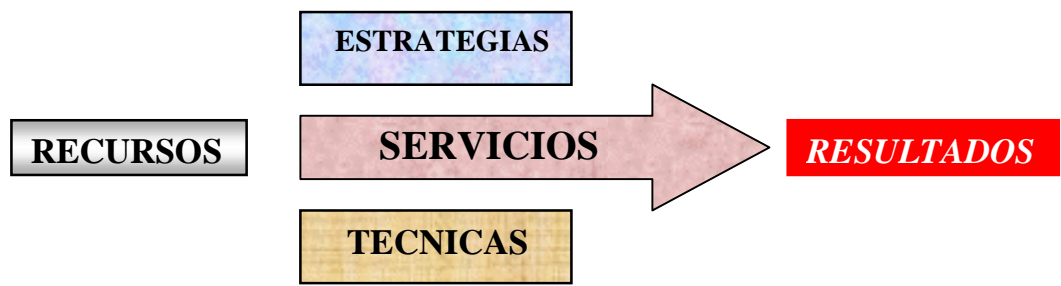 ESTRATEGIAS
RECURSOS
SERVICIOS
RESULTADOS
TECNICAS